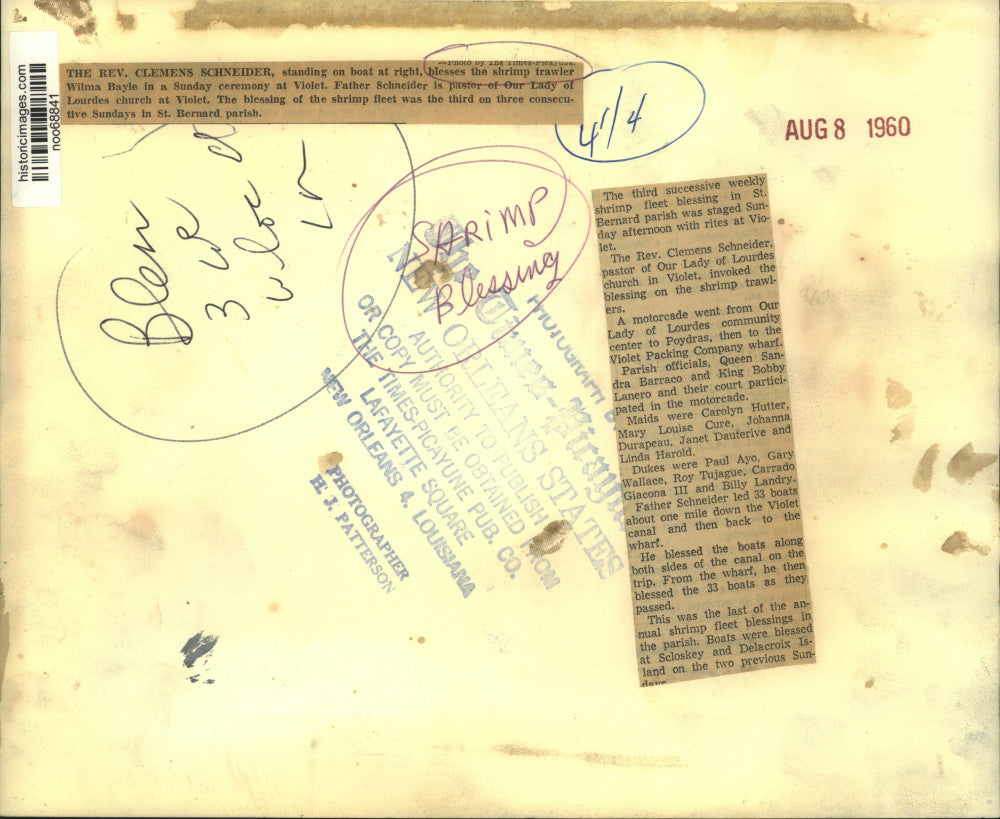 historicimages.com
noo68841
—Photo by The Times-Picayune.
THE REV. CLEMENS SCHNEIDER, standing on boat at right, blesses the shrimp trawler
Wilma Bayle in a Sunday ceremony at Violet. Father Schneider is pastor of Our Lady of
Lourdes church at Violet. The blessing of the shrimp fleet was the third on three consecu-
tive Sundays in St. Bernard parish.
4/4
AUG 8 1960
SHRIMP
Blessing
3
The third successive weekly
shrimp fleet blessing in St.
Bernard parish was staged Sun-
day afternoon with rites at Vio-
let.
The Rev. Clemens Schneider,
pastor of Our Lady of Lourdes
church in Violet, invoked the
blessing on the shrimp trawl-
ers.
A motorcade went from Our
Lady of Lourdes community
center to Poydras, then to the
Violet Packing Company wharf.
Parish officials, Queen San-
dra Barraco and King Bobby
Lanero and their court partici-
pated in the motorcade.
Maids were Carolyn Hutter,
Mary Louise Cure, Johanna
Durapeau, Janet Dauferive and
Linda Harold.
Dukes were Paul Ayo, Gary
Wallace, Roy Tujague, Carrado
Giacona III and Billy Landry.
Father Schneider led 33 boats
about one mile down the Violet
canal and then back to the
wharf.
He blessed the boats along
both sides of the canal on the
trip. From the wharf, he then
blessed the 33 boats as they
passed.
This was the last of the an-
nual shrimp fleet blessings in
the parish. Boats were blessed
at Scloskey and Delacroix Is-
land on the two previous Sun-
days.
PHOTOGRAPH
The Times-Picayune
NEW ORLEANS STATES
AUTHORITY TO PUBLISH
OR COPY MUST BE OBTAINED FROM
THE TIMES-PICAYUNE PUB. CO.
LAFAYETTE SQUARE
NEW ORLEANS 4, LOUISIANA
PHOTOGRAPHER
H. J. PATTERSON